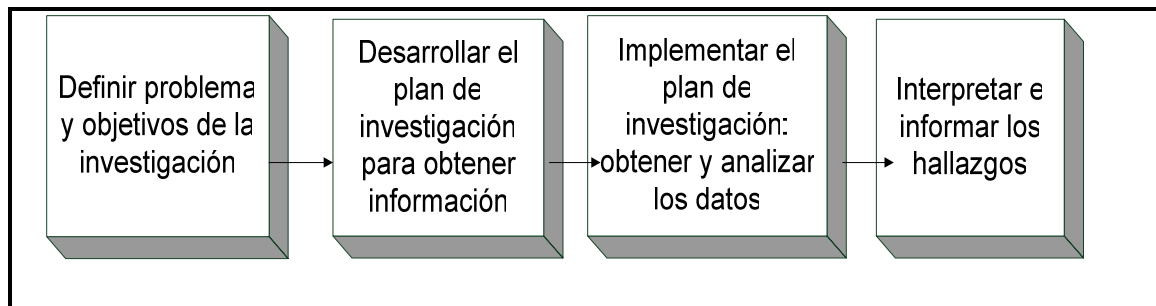 Definir problema
y objetivos de la
investigación
Desarrollar el
plan de
investigación
para obtener
información
Implementar el
plan de
investigación:
obtener y analizar
los datos
Interpretar e
informar los
hallazgos